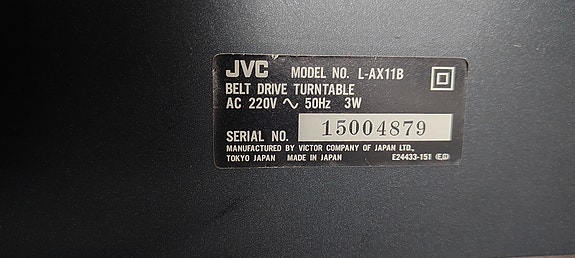 JVC MODEL NO. L-AX11B
BELT DRIVE TURNTABLE
AC 220V ∿ 50Hz 3W
SERIAL NO. 15004879
MANUFACTURED BY VICTOR COMPANY OF JAPAN LTD.,
TOKYO JAPAN MADE IN JAPAN E24433-151